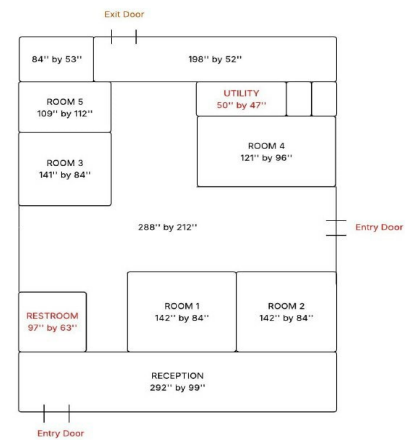 Exit Door
84'' by 53''
198'' by 52''
UTILITY
50'' by 47''
ROOM 5
109'' by 112''
ROOM 4
121'' by 96''
ROOM 3
141'' by 84''
288'' by 212''
Entry Door
ROOM 1
142'' by 84''
ROOM 2
142'' by 84''
RESTROOM
97'' by 63''
RECEPTION
292'' by 99''
Entry Door